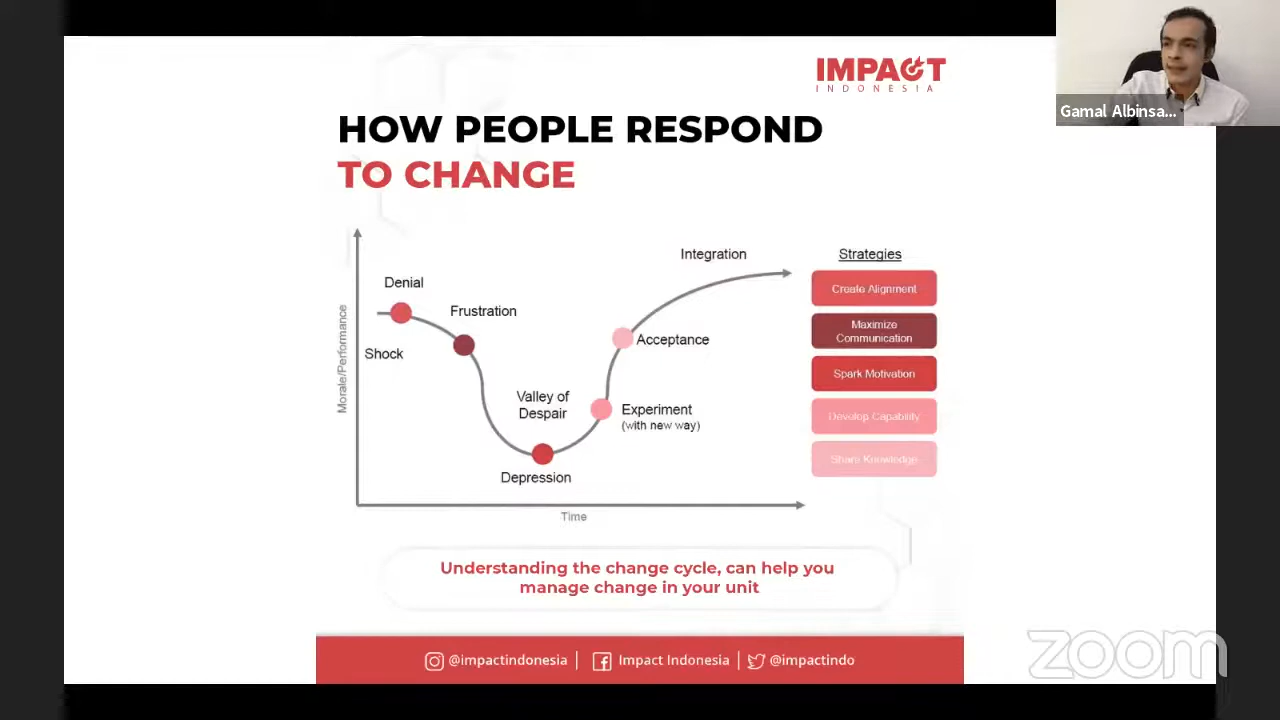 IMPACT
INDONESIA
Gamal Albinsa...
HOW PEOPLE RESPOND
TO CHANGE
Morale/Performance
Denial
Shock
Frustration
Valley of
Despair
Depression
Experiment
(with new way)
Acceptance
Integration
Time
Strategies
Create Alignment
Maximize
Communication
Spark Motivation
Develop Capability
Share Knowledge
Understanding the change cycle, can help you
manage change in your unit
@impactindonesia | Impact Indonesia | @impactindo
zoom